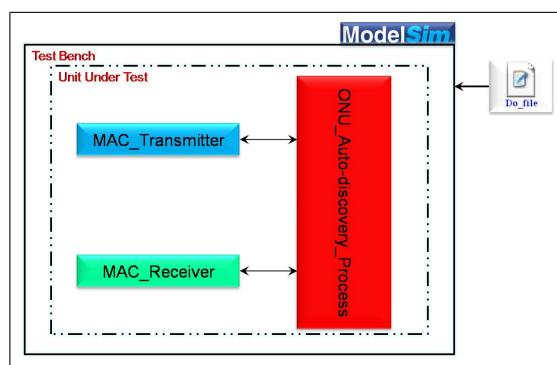 ModelSim
Test Bench
Unit Under Test
Do_file
MAC_Transmitter
ONU_Auto-discovery_Process
MAC_Receiver